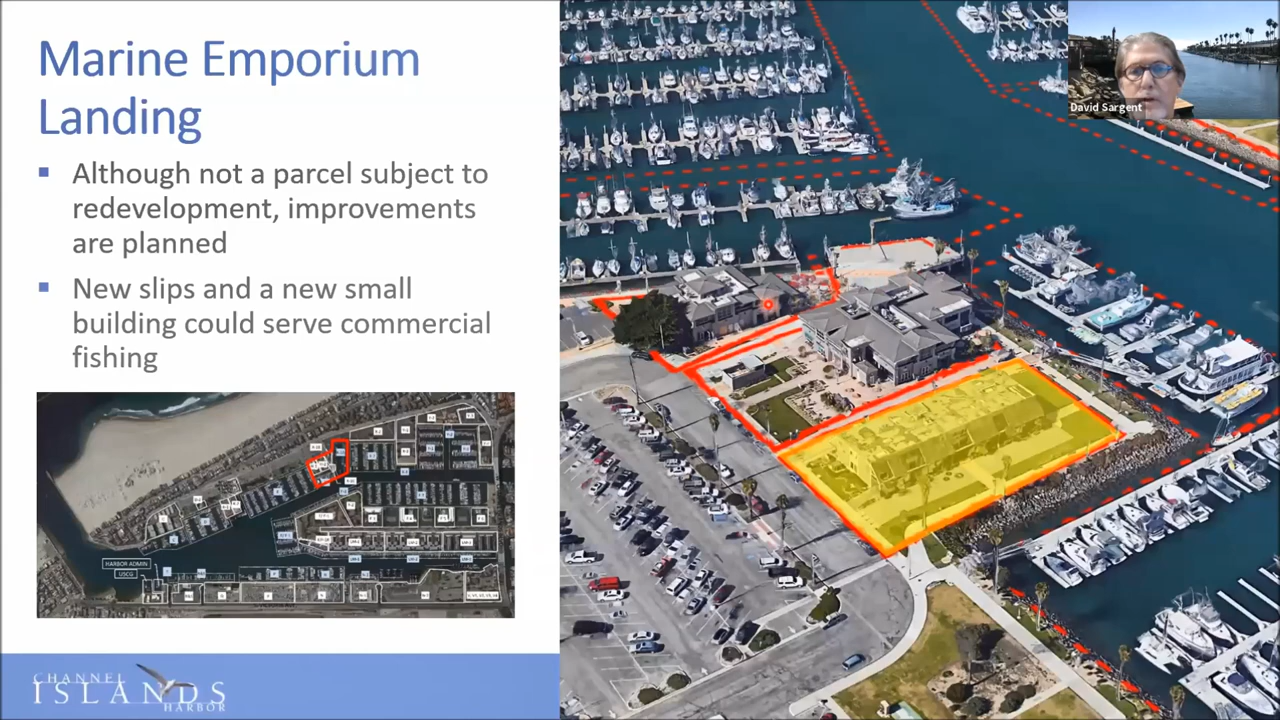 Marine Emporium
Landing
Although not a parcel subject to
redevelopment, improvements
are planned
New slips and a new small
building could serve commercial
fishing
HARBOR ADMIN
USCG
CHANNEL
ISLANDS
HARBOR
David Sargent